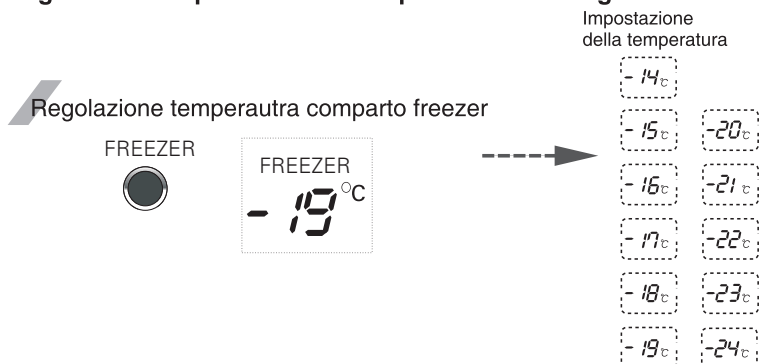 Impostazione
della temperatura
Regolazione temperautra comparto freezer
FREEZER
FREEZER
-19°C
-14℃
-15℃ -20℃
-16℃ -21℃
-17℃ -22℃
-18℃ -23℃
-19℃ -24℃